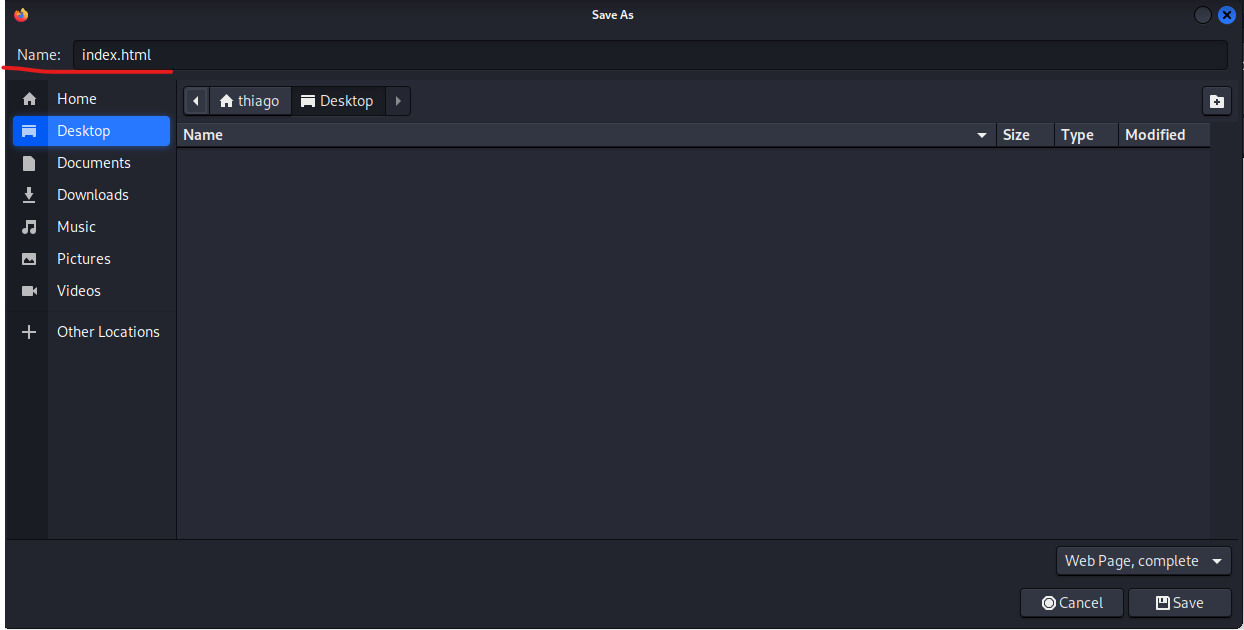 Save As
Name: index.html
Home
Desktop
Documents
Downloads
Music
Pictures
Videos
Other Locations
thiago Desktop
Name Size Type Modified
Web Page, complete
Cancel Save